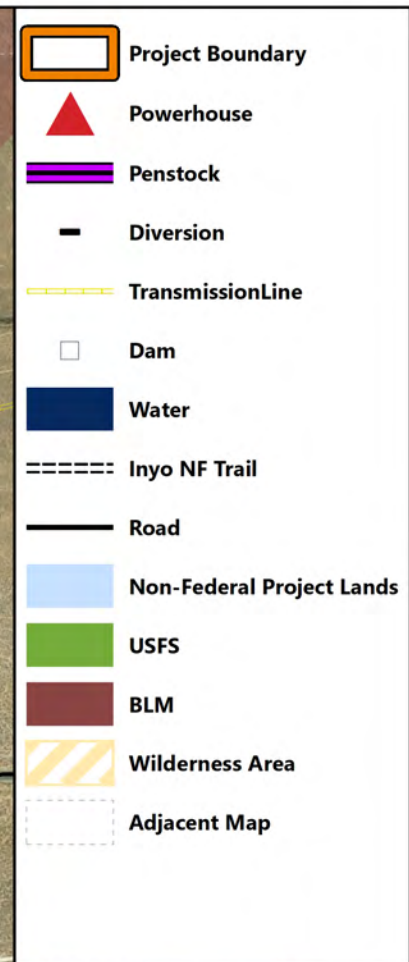 Project Boundary
Powerhouse
Penstock
Diversion
TransmissionLine
Dam
Water
Inyo NF Trail
Road
Non-Federal Project Lands
USFS
BLM
Wilderness Area
Adjacent Map